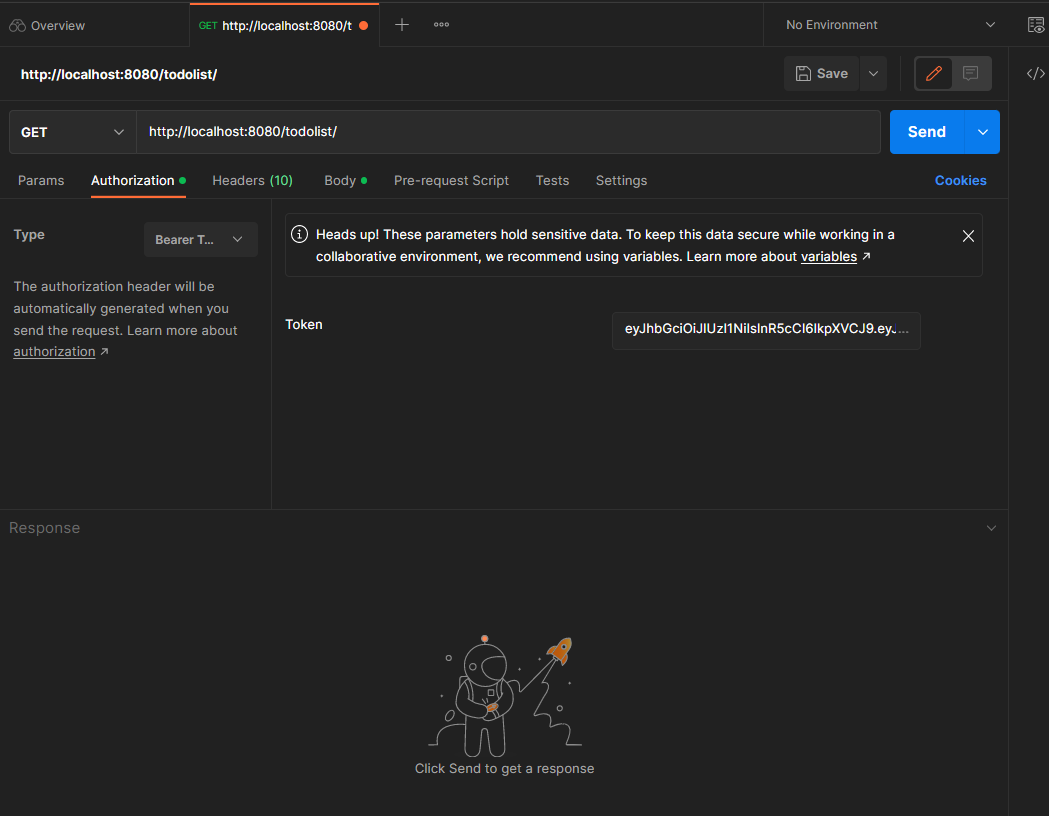 Overview
GET http://localhost:8080/t
No Environment
http://localhost:8080/todolist/
Save
GET
http://localhost:8080/todolist/
Send
Params
Authorization
Headers (10)
Body
Pre-request Script
Tests
Settings
Cookies
Type
Bearer T...
The authorization header will be
automatically generated when you
send the request. Learn more about
authorization ↗
Heads up! These parameters hold sensitive data. To keep this data secure while working in a
collaborative environment, we recommend using variables. Learn more about variables ↗
Token
eyJhbGciOiJIUzI1NiIsInR5cCI6IkpXVCJ9.ey...
Response
Click Send to get a response